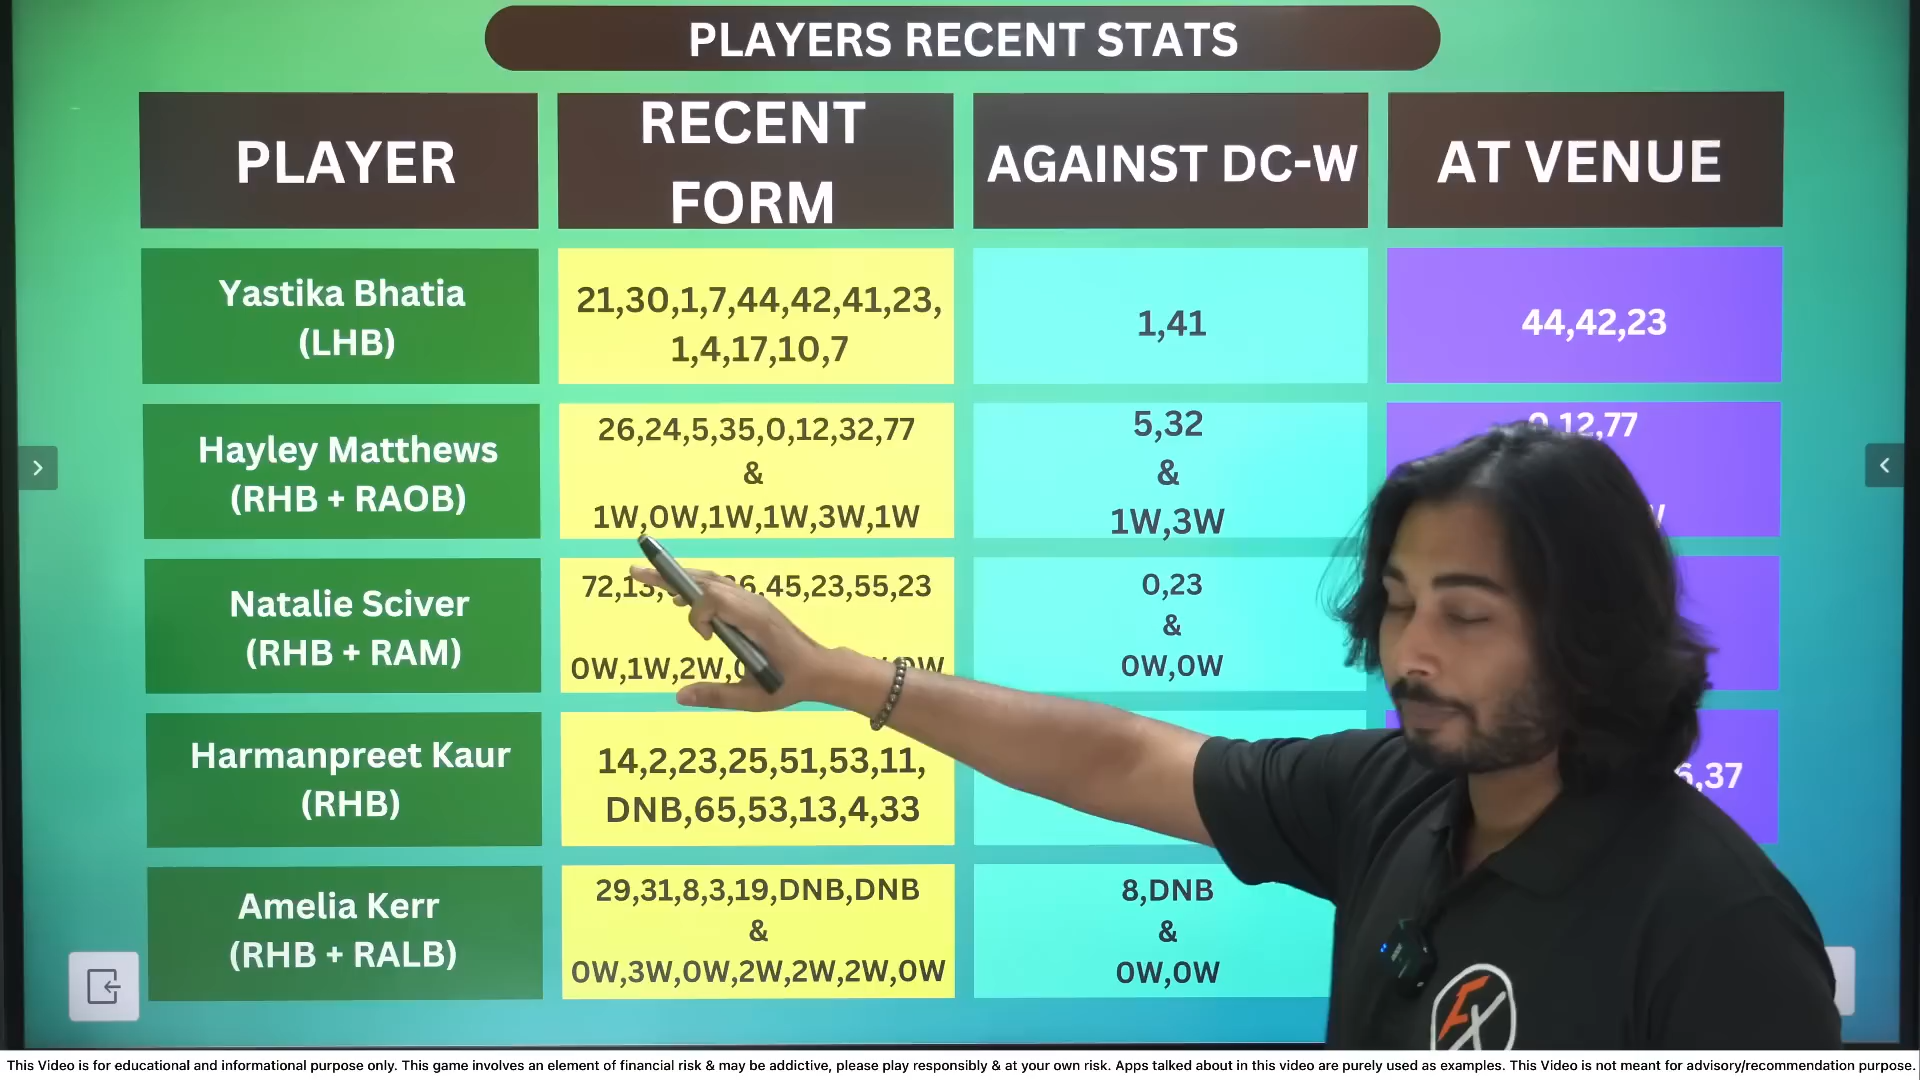 PLAYERS RECENT STATS
PLAYER
RECENT
FORM
AGAINST DC-W
AT VENUE
Yastika Bhatia
(LHB)
21,30,1,7,44,42,41,23,
1,4,17,10,7
1,41
44,42,23
Hayley Matthews
(RHB + RAOB)
26,24,5,35,0,12,32,77
&
1W,0W,1W,1W,3W,1W
5,32
&
1W,3W
0,12,77
Natalie Sciver
(RHB + RAM)
72,13, 45,23,55,23
0W,1W,2W,
0,23
&
0W,0W
Harmanpreet Kaur
(RHB)
14,2,23,25,51,53,11,
DNB,65,53,13,4,33
,37
Amelia Kerr
(RHB + RALB)
29,31,8,3,19,DNB,DNB
&
0W,3W,0W,2W,2W,2W,0W
8,DNB
&
0W,0W
FX
This Video is for educational and informational purpose only. This game involves an element of financial risk & may be addictive, please play responsibly & at your own risk. Apps talked about in this video are purely used as examples. This Video is not meant for advisory/recommendation purpose.